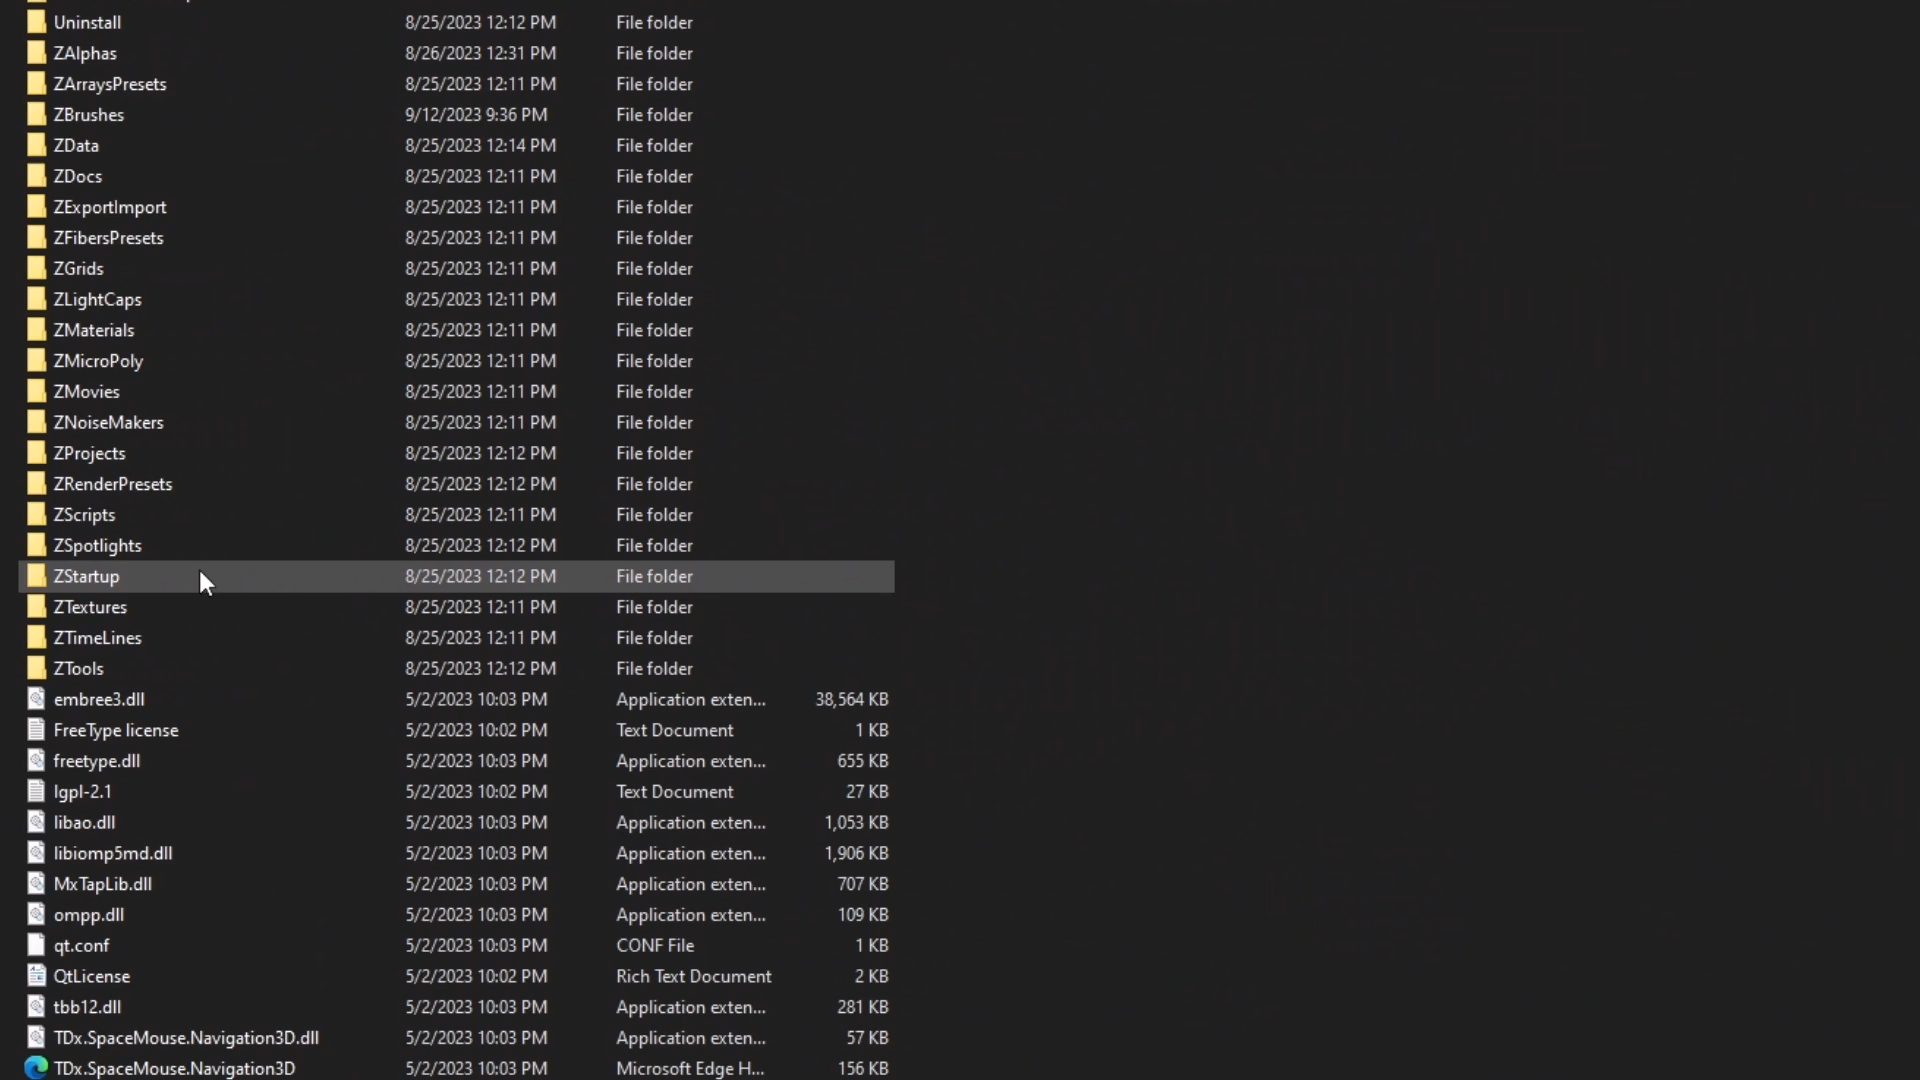 Uninstall 8/25/2023 12:12 PM File folder
ZAlphas 8/26/2023 12:31 PM File folder
ZArraysPresets 8/25/2023 12:11 PM File folder
ZBrushes 9/12/2023 9:36 PM File folder
ZData 8/25/2023 12:14 PM File folder
ZDocs 8/25/2023 12:11 PM File folder
ZExportImport 8/25/2023 12:11 PM File folder
ZFibersPresets 8/25/2023 12:11 PM File folder
ZGrids 8/25/2023 12:11 PM File folder
ZLightCaps 8/25/2023 12:11 PM File folder
ZMaterials 8/25/2023 12:11 PM File folder
ZMicroPoly 8/25/2023 12:11 PM File folder
ZMovies 8/25/2023 12:11 PM File folder
ZNoiseMakers 8/25/2023 12:11 PM File folder
ZProjects 8/25/2023 12:12 PM File folder
ZRenderPresets 8/25/2023 12:12 PM File folder
ZScripts 8/25/2023 12:11 PM File folder
ZSpotlights 8/25/2023 12:12 PM File folder
ZStartup 8/25/2023 12:12 PM File folder
ZTextures 8/25/2023 12:11 PM File folder
ZTimeLines 8/25/2023 12:11 PM File folder
ZTools 8/25/2023 12:12 PM File folder
embree3.dll 5/2/2023 10:03 PM Application exten... 38,564 KB
FreeType license 5/2/2023 10:02 PM Text Document 1 KB
freetype.dll 5/2/2023 10:03 PM Application exten... 655 KB
lgpl-2.1 5/2/2023 10:02 PM Text Document 27 KB
libao.dll 5/2/2023 10:03 PM Application exten... 1,053 KB
libiomp5md.dll 5/2/2023 10:03 PM Application exten... 1,906 KB
MxTapLib.dll 5/2/2023 10:03 PM Application exten... 707 KB
ompp.dll 5/2/2023 10:03 PM Application exten... 109 KB
qt.conf 5/2/2023 10:03 PM CONF File 1 KB
QtLicense 5/2/2023 10:02 PM Rich Text Document 2 KB
tbb12.dll 5/2/2023 10:03 PM Application exten... 281 KB
TDx.SpaceMouse.Navigation3D.dll 5/2/2023 10:03 PM Application exten... 57 KB
TDx.SpaceMouse.Navigation3D 5/2/2023 10:03 PM Microsoft Edge H... 156 KB